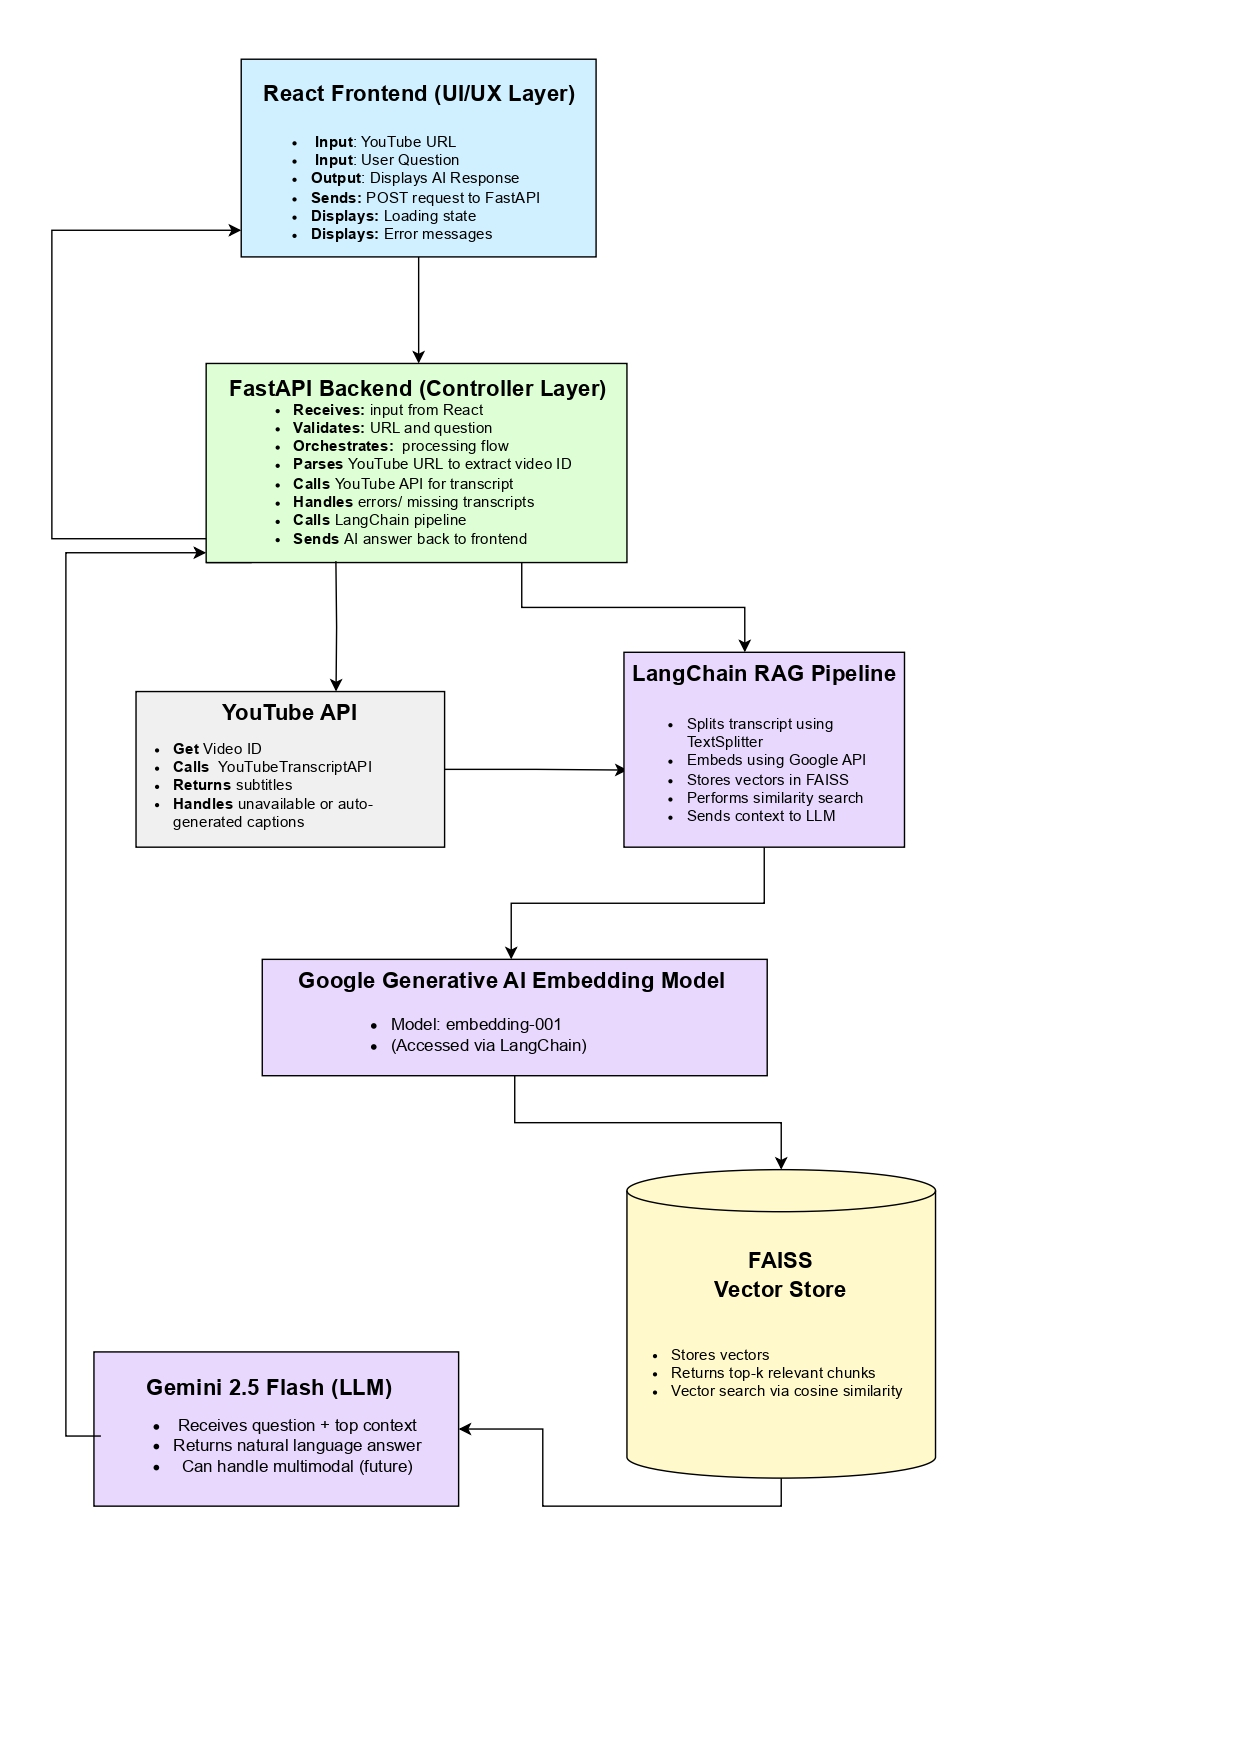 React Frontend (UI/UX Layer)
• Input: YouTube URL
• Input: User Question
• Output: Displays AI Response
• Sends: POST request to FastAPI
• Displays: Loading state
• Displays: Error messages
FastAPI Backend (Controller Layer)
• Receives: input from React
• Validates: URL and question
• Orchestrates: processing flow
• Parses YouTube URL to extract video ID
• Calls YouTube API for transcript
• Handles errors/ missing transcripts
• Calls LangChain pipeline
• Sends AI answer back to frontend
YouTube API
• Get Video ID
• Calls YouTubeTranscriptAPI
• Returns subtitles
• Handles unavailable or auto-
generated captions
LangChain RAG Pipeline
• Splits transcript using
TextSplitter
• Embeds using Google API
• Stores vectors in FAISS
• Performs similarity search
• Sends context to LLM
Google Generative AI Embedding Model
• Model: embedding-001
• (Accessed via LangChain)
FAISS
Vector Store
• Stores vectors
• Returns top-k relevant chunks
• Vector search via cosine similarity
Gemini 2.5 Flash (LLM)
• Receives question + top context
• Returns natural language answer
• Can handle multimodal (future)